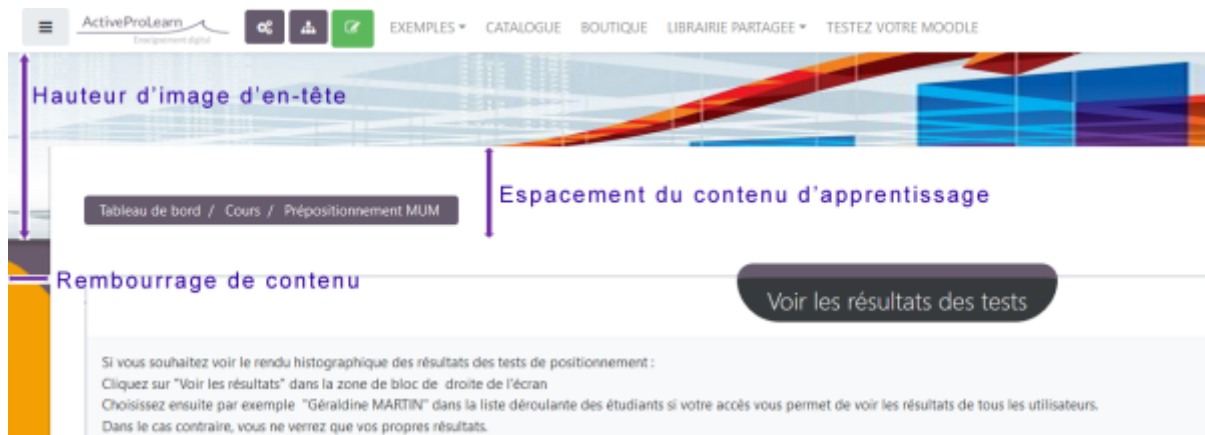 ActiveProLearn
Enseignement digital
EXEMPLES CATALOGUE BOUTIQUE LIBRAIRIE PARTAGEE TESTEZ VOTRE MOODLE
Hauteur d'image d'en-tête
Espacement du contenu d'apprentissage
Tableau de bord / Cours / Prépositionnement MUM
Rembourrage de contenu
Voir les résultats des tests
Si vous souhaitez voir le rendu histographique des résultats des tests de positionnement :
Cliquez sur "Voir les résultats" dans la zone de bloc de droite de l'écran
Choisissez ensuite par exemple "Géraldine MARTIN" dans la liste déroulante des étudiants si votre accès vous permet de voir les résultats de tous les utilisateurs.
Dans le cas contraire, vous ne verrez que vos propres résultats.